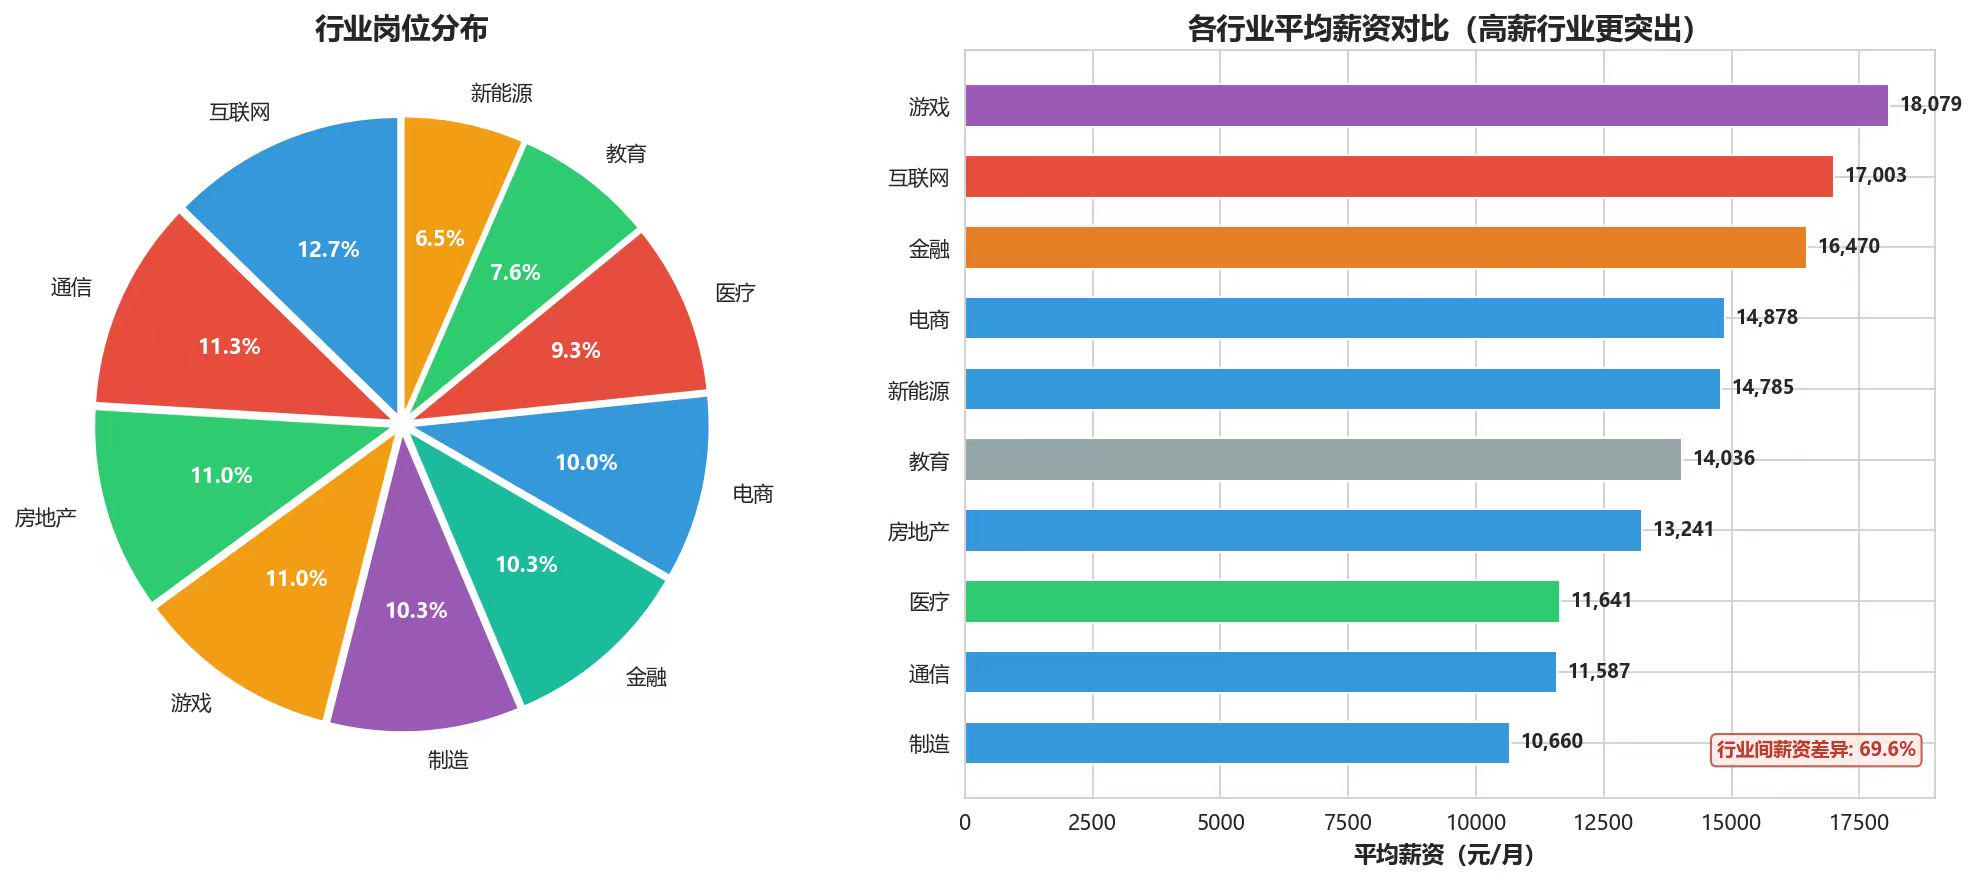 行业岗位分布
互联网
新能源
教育
通信
医疗
房地产
电商
游戏
金融
制造
12.7%
6.5%
7.6%
11.3%
9.3%
11.0%
10.0%
11.0%
10.3%
10.3%
各行业平均薪资对比（高薪行业更突出）
游戏 18,079
互联网 17,003
金融 16,470
电商 14,878
新能源 14,785
教育 14,036
房地产 13,241
医疗 11,641
通信 11,587
制造 10,660
行业间薪资差异: 69.6%
0 2500 5000 7500 10000 12500 15000 17500
平均薪资（元/月）